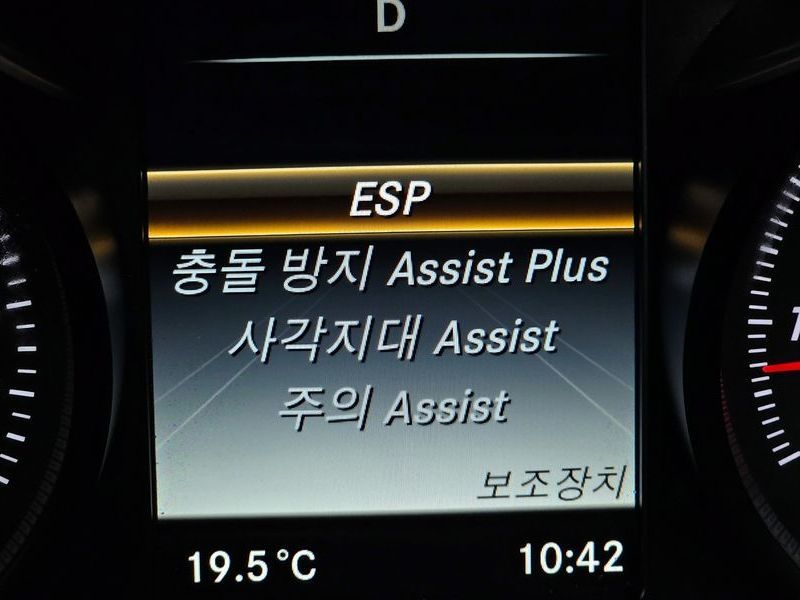 D
ESP
충돌 방지 Assist Plus
사각지대 Assist
주의 Assist
보조장치
19.5°C 10:42
1